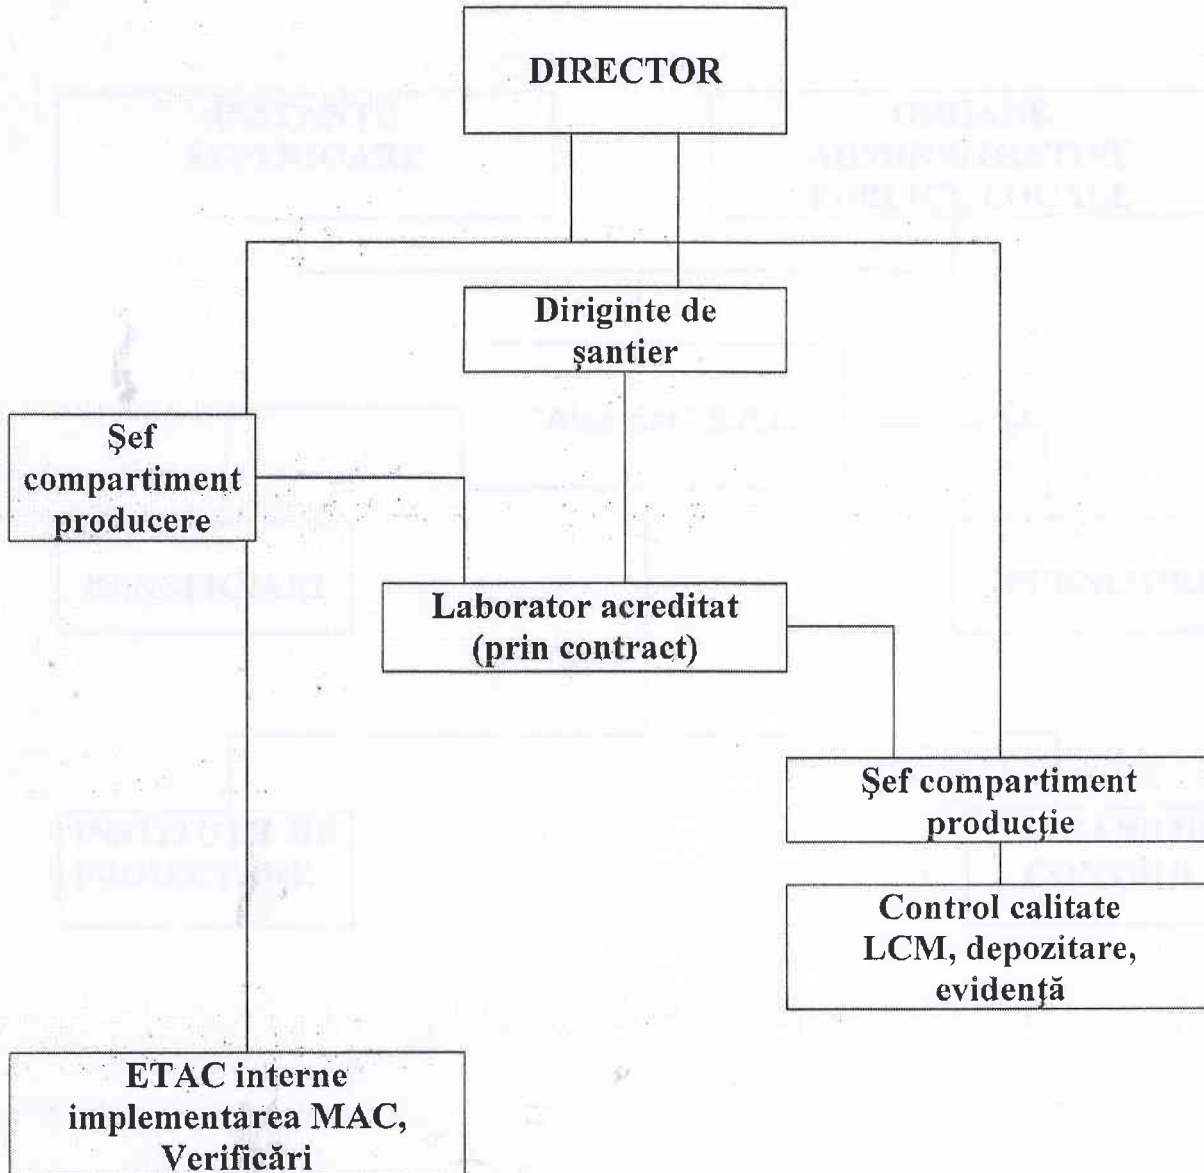 DIRECTOR
Diriginte de
şantier
Şef
compartiment
producere
Laborator acreditat
(prin contract)
Şef compartiment
producţie
Control calitate
LCM, depozitare,
evidenţă
ETAC interne
implementarea MAC,
Verificări